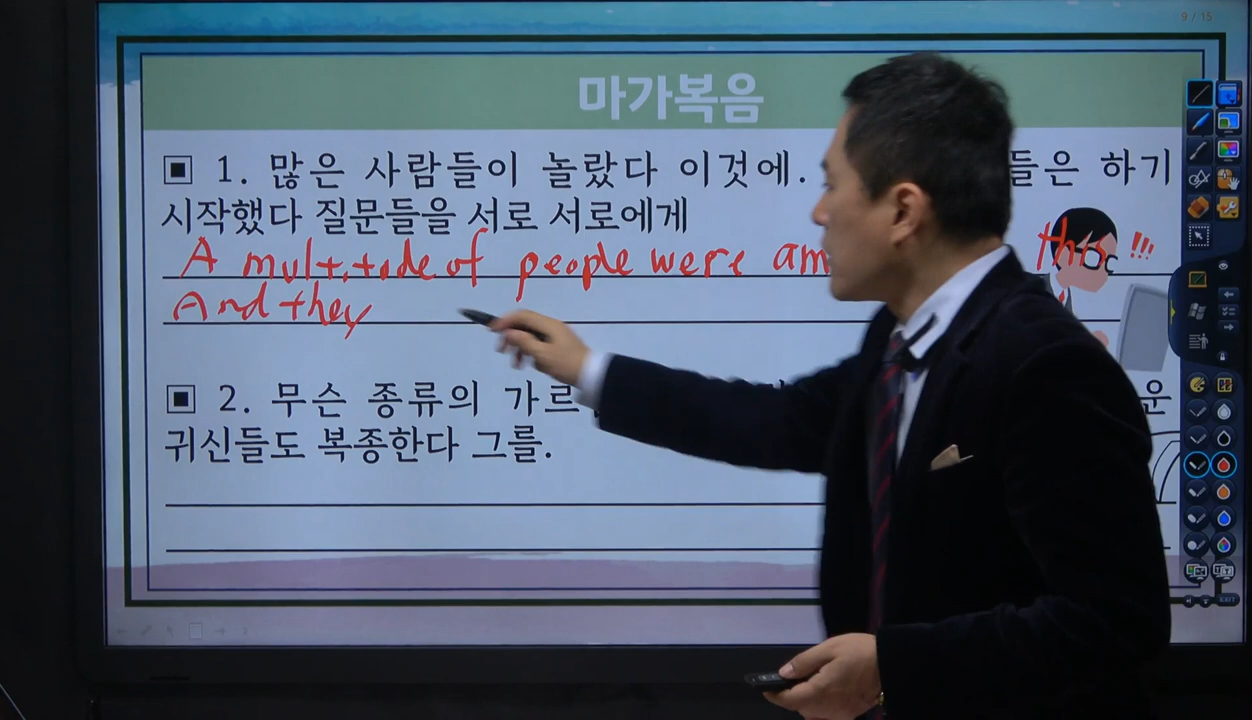 9 / 15
마가복음
1. 많은 사람들이 놀랐다 이것에. 들은 하기
시작했다 질문들을 서로 서로에게
A multitude of people were am this !!!
And they
2. 무슨 종류의 가르 운
귀신들도 복종한다 그를.
EXIT